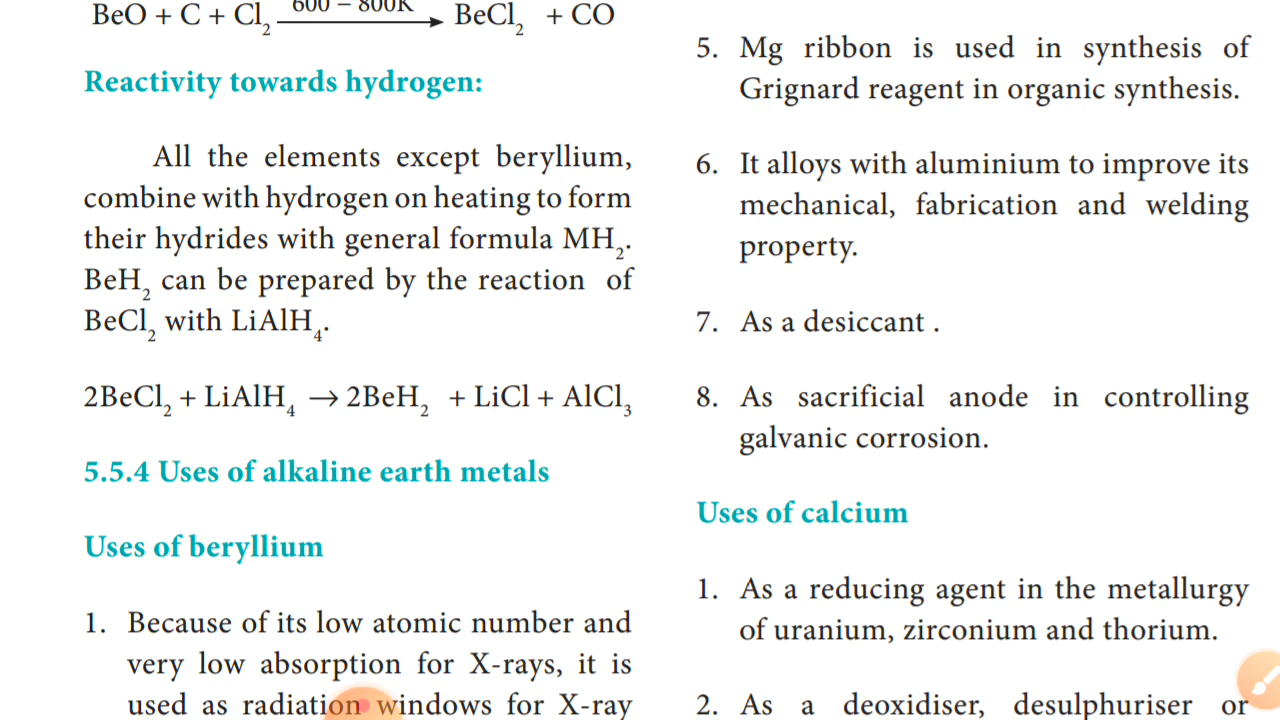 BeO + C + Cl₂ 600 – 800K → BeCl₂ + CO
Reactivity towards hydrogen:
All the elements except beryllium,
combine with hydrogen on heating to form
their hydrides with general formula MH₂.
BeH₂ can be prepared by the reaction of
BeCl₂ with LiAlH₄.
2BeCl₂ + LiAlH₄ → 2BeH₂ + LiCl + AlCl₃
5.5.4 Uses of alkaline earth metals
Uses of beryllium
1. Because of its low atomic number and
very low absorption for X-rays, it is
used as radiation windows for X-ray
5. Mg ribbon is used in synthesis of
Grignard reagent in organic synthesis.
6. It alloys with aluminium to improve its
mechanical, fabrication and welding
property.
7. As a desiccant .
8. As sacrificial anode in controlling
galvanic corrosion.
Uses of calcium
1. As a reducing agent in the metallurgy
of uranium, zirconium and thorium.
2. As a deoxidiser, desulphuriser or